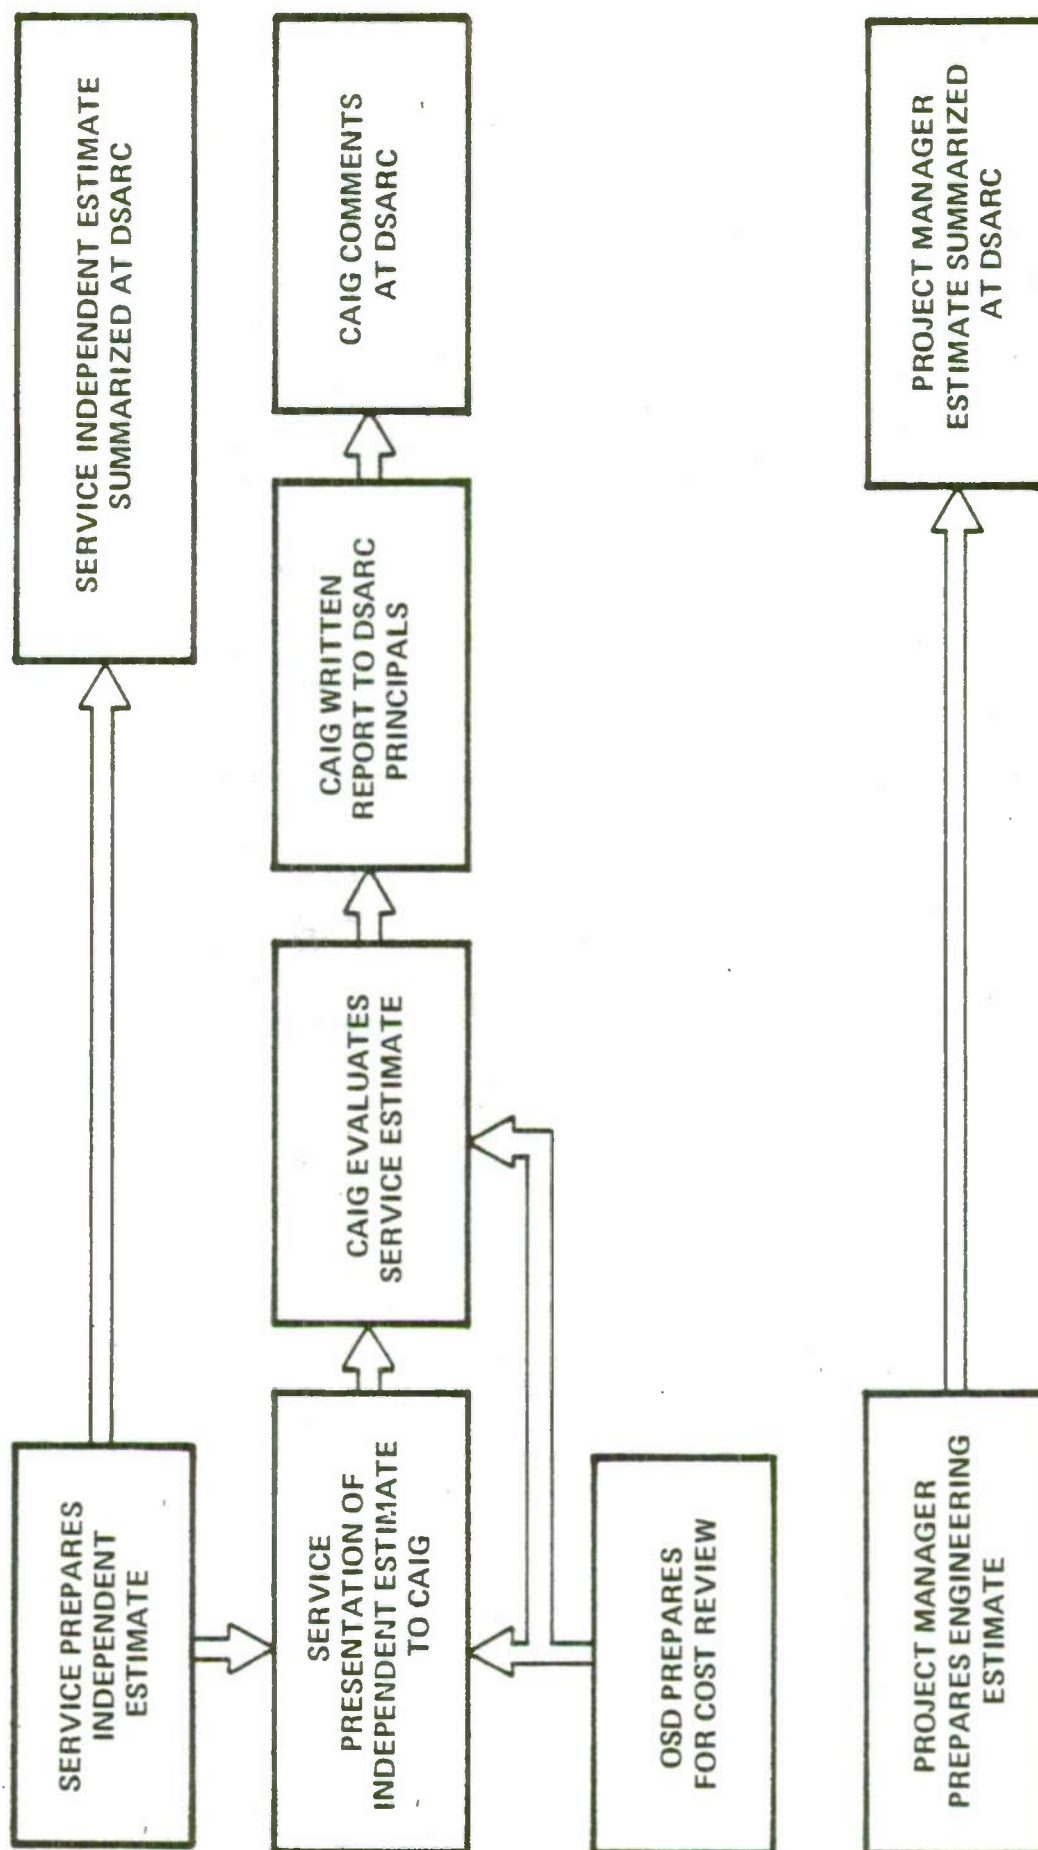 SERVICE PREPARES
INDEPENDENT
ESTIMATE
SERVICE INDEPENDENT ESTIMATE
SUMMARIZED AT DSARC
SERVICE
PRESENTATION OF
INDEPENDENT ESTIMATE
TO CAIG
CAIG EVALUATES
SERVICE ESTIMATE
CAIG WRITTEN
REPORT TO DSARC
PRINCIPALS
CAIG COMMENTS
AT DSARC
OSD PREPARES
FOR COST REVIEW
PROJECT MANAGER
PREPARES ENGINEERING
ESTIMATE
PROJECT MANAGER
ESTIMATE SUMMARIZED
AT DSARC